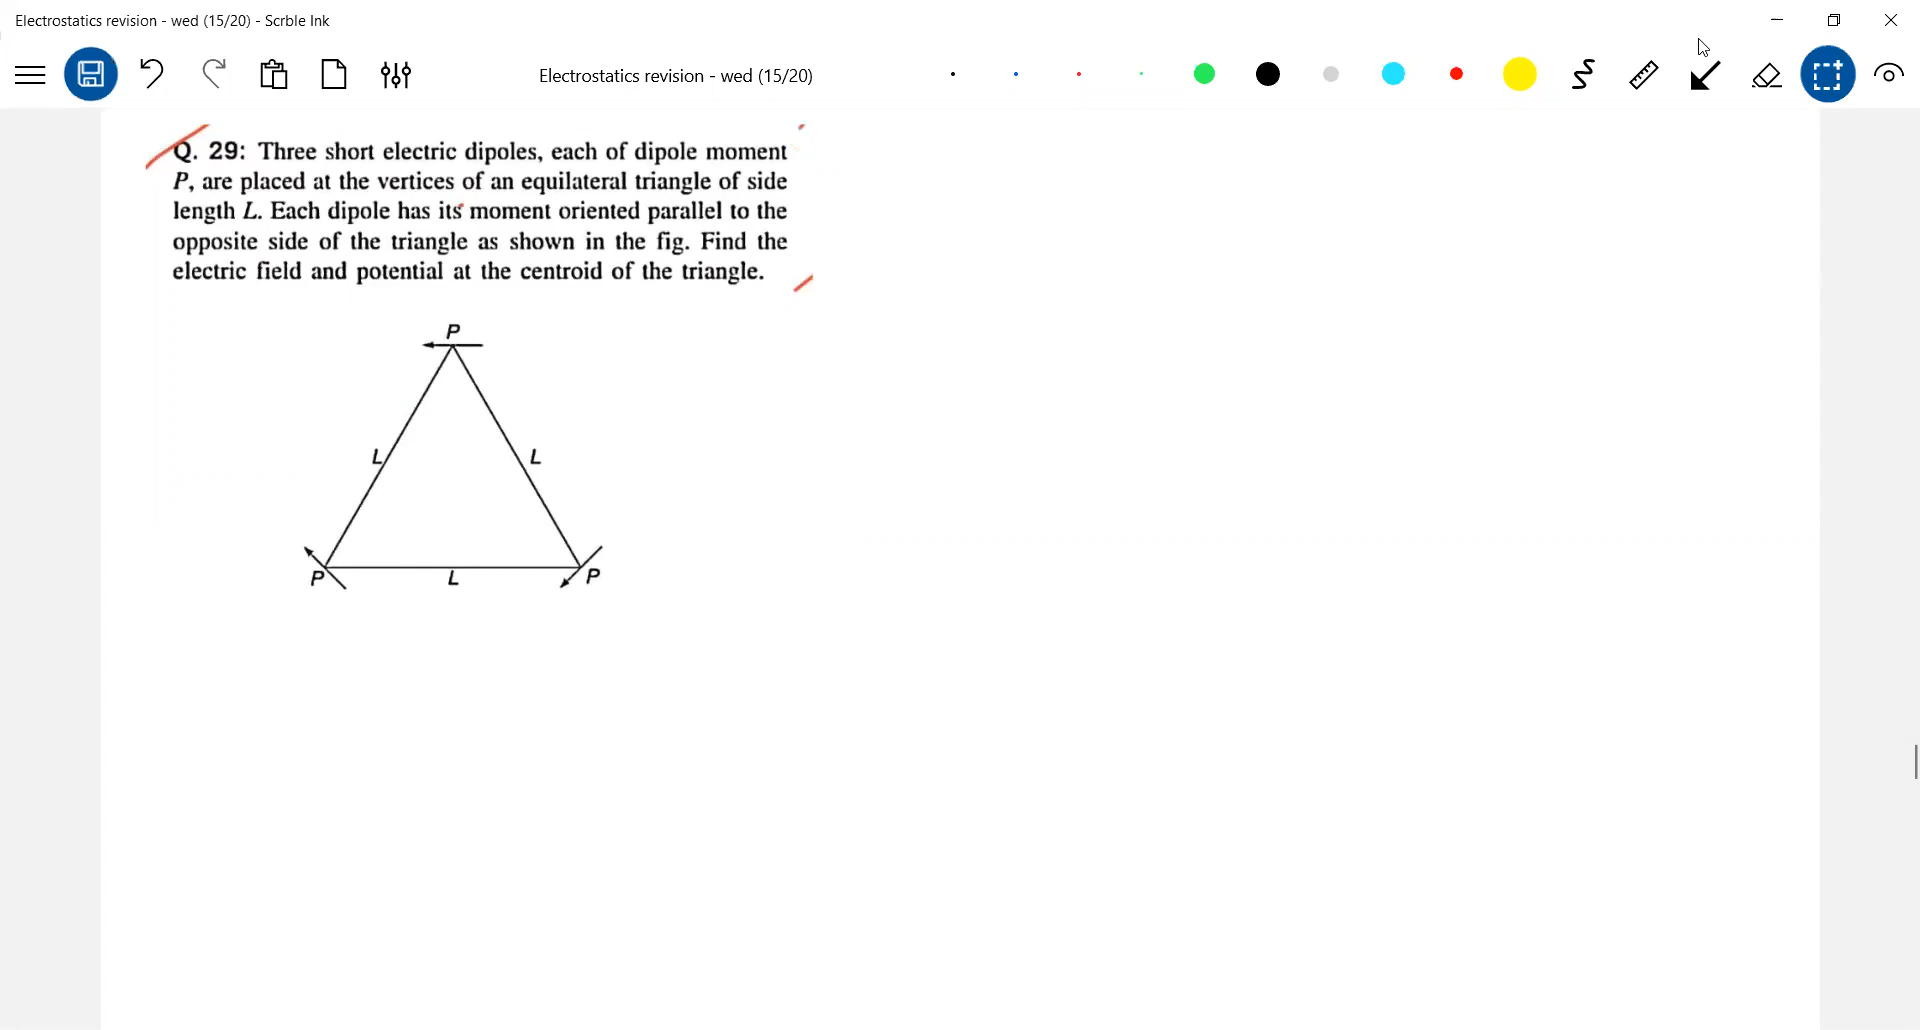 Electrostatics revision - wed (15/20) - Scrble Ink
Electrostatics revision - wed (15/20)
Q. 29: Three short electric dipoles, each of dipole moment
P, are placed at the vertices of an equilateral triangle of side
length L. Each dipole has its moment oriented parallel to the
opposite side of the triangle as shown in the fig. Find the
electric field and potential at the centroid of the triangle.
P
L L
P L P